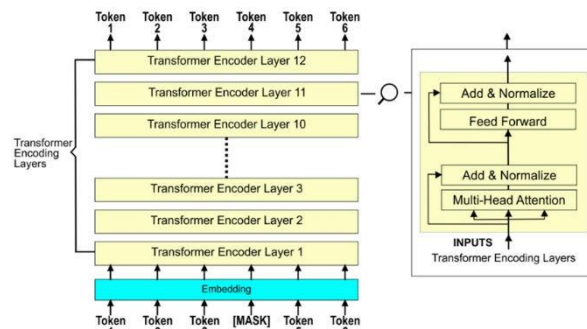 Token Token Token Token Token Token
1 2 3 4 5 6
Transformer Encoder Layer 12
Transformer Encoder Layer 11
Transformer Encoder Layer 10
Transformer
Encoding
Layers
Transformer Encoder Layer 3
Transformer Encoder Layer 2
Transformer Encoder Layer 1
Embedding
Token Token Token [MASK] Token Token
Add & Normalize
Feed Forward
Add & Normalize
Multi-Head Attention
INPUTS
Transformer Encoding Layers